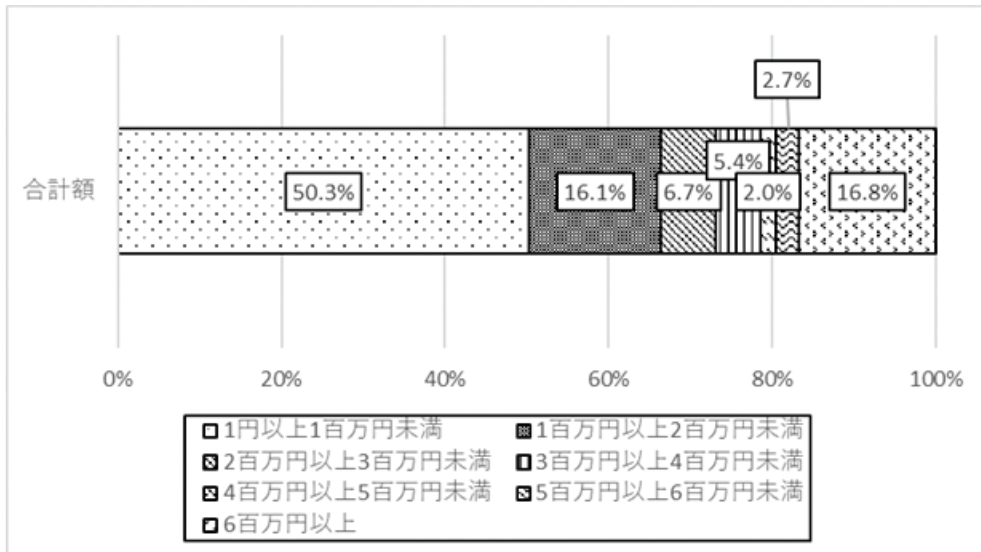 2.7%
5.4%
合計額
50.3%
16.1%
6.7%
2.0%
16.8%
0%
20%
40%
60%
80%
100%
1円以上1百万円未満
1百万円以上2百万円未満
2百万円以上3百万円未満
3百万円以上4百万円未満
4百万円以上5百万円未満
5百万円以上6百万円未満
6百万円以上